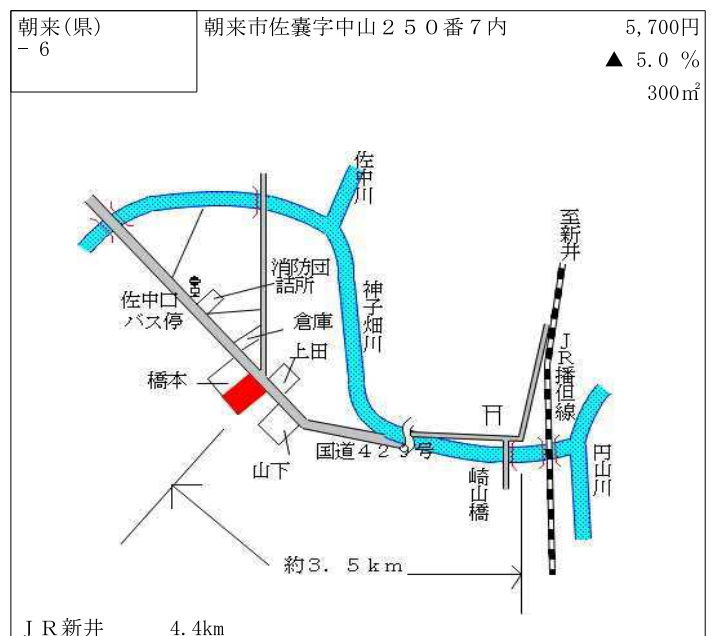 朝来(県)
- 6
朝来市佐嚢字中山２５０番７内
5,700円
▲ 5.0 %
300㎡
佐中川
至新井
消防団
詰所
佐中口
バス停
神子畑川
倉庫
上田
ＪＲ播但線
橋本
国道４２９号
山下
崎山橋
円山川
約３．５ｋｍ
ＪＲ新井 4.4km